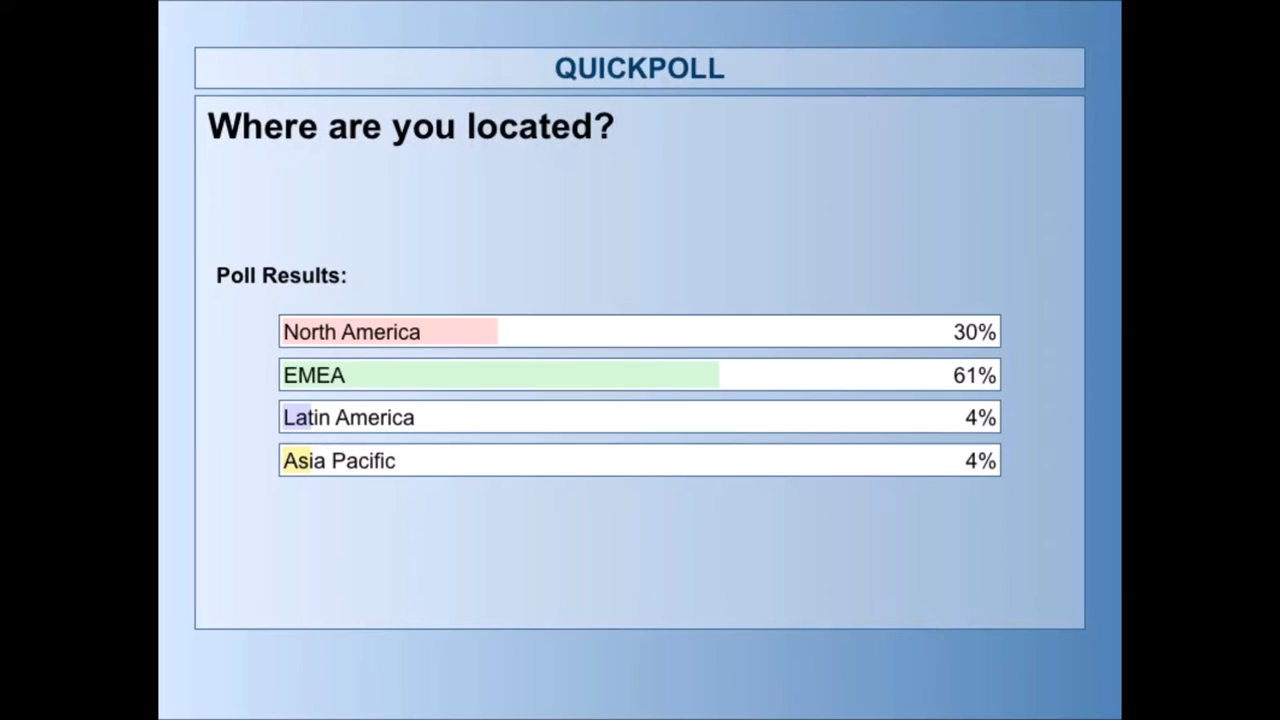 QUICKPOLL
Where are you located?
Poll Results:
North America 30%
EMEA 61%
Latin America 4%
Asia Pacific 4%